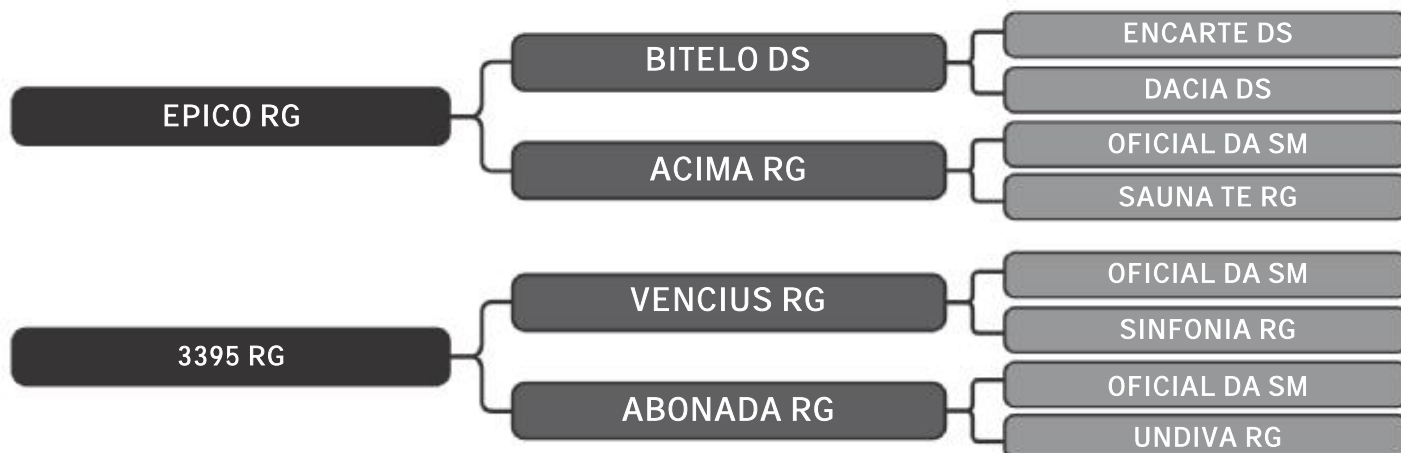 ENCARTE DS
BITELO DS
DACIA DS
EPICO RG
OFICIAL DA SM
ACIMA RG
SAUNA TE RG
OFICIAL DA SM
VENCIUS RG
SINFONIA RG
3395 RG
OFICIAL DA SM
ABONADA RG
UNDIVA RG